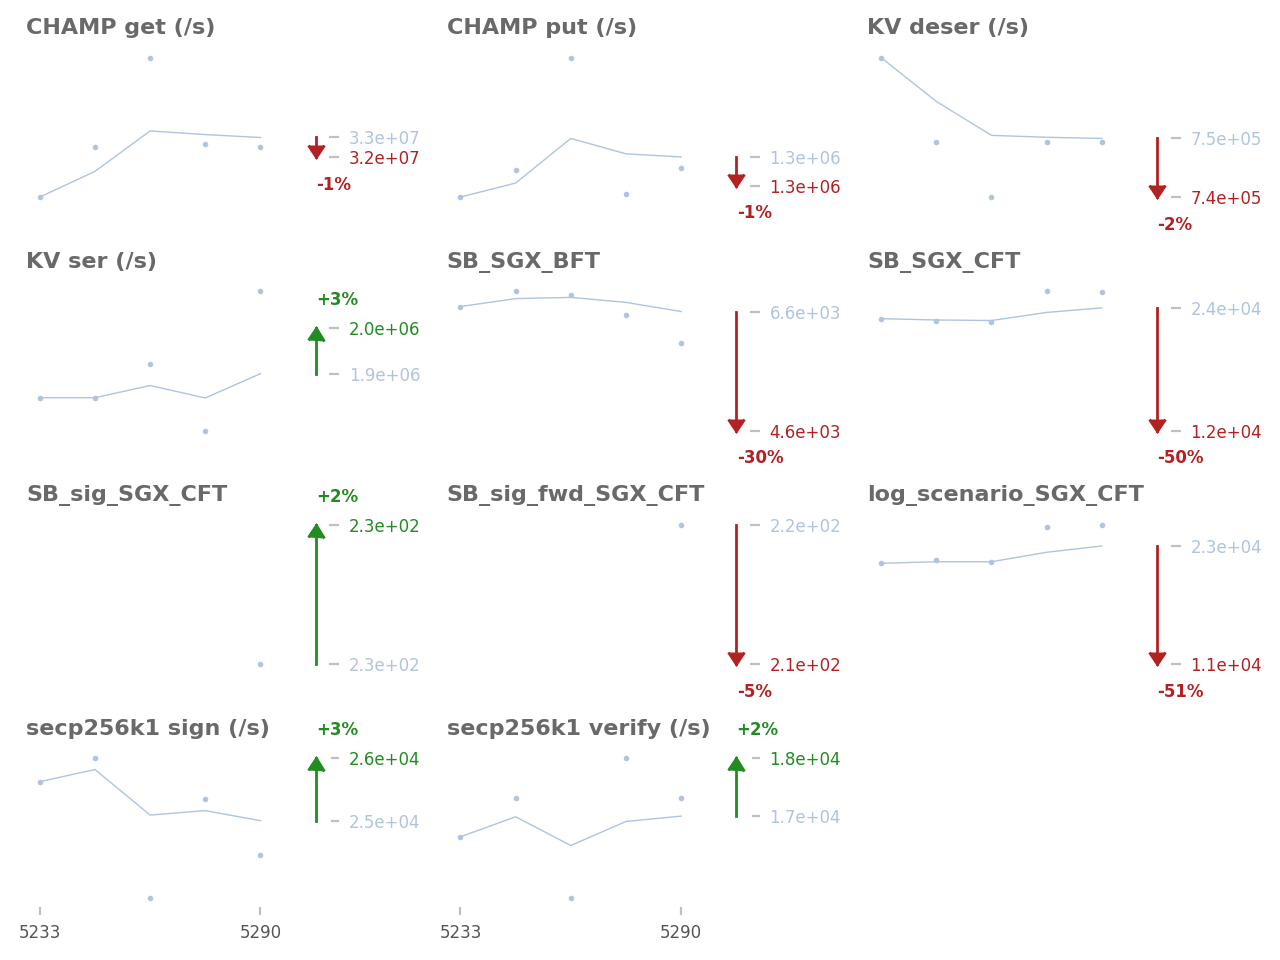 CHAMP get (/s)
3.3e+07
3.2e+07
-1%
CHAMP put (/s)
1.3e+06
1.3e+06
-1%
KV deser (/s)
7.5e+05
7.4e+05
-2%
KV ser (/s)
+3%
2.0e+06
1.9e+06
SB_SGX_BFT
6.6e+03
4.6e+03
-30%
SB_SGX_CFT
2.4e+04
1.2e+04
-50%
SB_sig_SGX_CFT
+2%
2.3e+02
2.3e+02
SB_sig_fwd_SGX_CFT
2.2e+02
2.1e+02
-5%
log_scenario_SGX_CFT
2.3e+04
1.1e+04
-51%
secp256k1 sign (/s)
+3%
2.6e+04
2.5e+04
5233
5290
secp256k1 verify (/s)
+2%
1.8e+04
1.7e+04
5233
5290